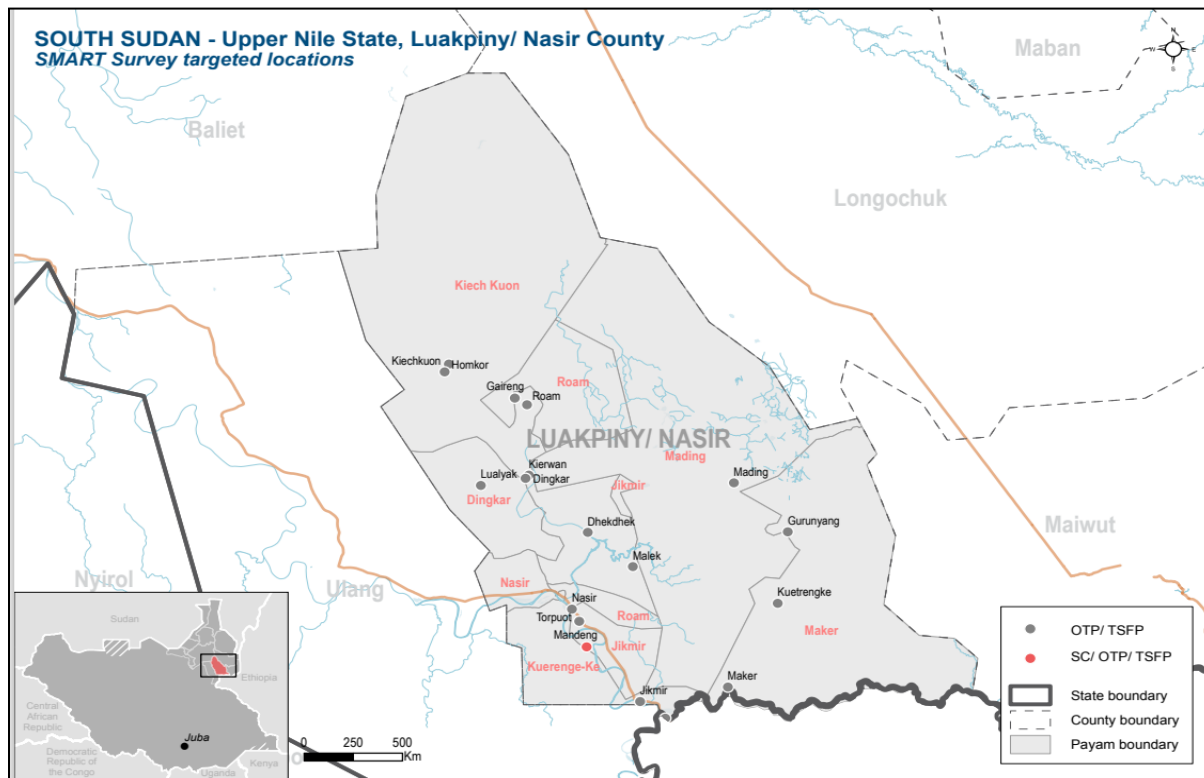 SOUTH SUDAN - Upper Nile State, Luakpiny/ Nasir County
SMART Survey targeted locations
Maban
N
W
E
S
Baliet
Longochuk
Kiech Kuon
Kiechkuon
Homkor
Gaireng
Roam
Roam
LUAKPINY/ NASIR
Mading
Kierwan
Lualyak
Dingkar
Mading
Dingkar
Jikmir
Dhekdhek
Gurunyang
Maiwut
Malek
Nyirol
Ulang
Nasir
Kuetrengke
Nasir
Torpuot
Roam
Maker
Mandeng
Jikmir
Kuerenge-Ke
Maker
Jikmir
Sudan
Ethiopia
Central
African
Republic
Juba
Democratic
Republic of
the Congo
Uganda
Kenya
0 250 500
Km
OTP/ TSFP
SC/ OTP/ TSFP
State boundary
County boundary
Payam boundary